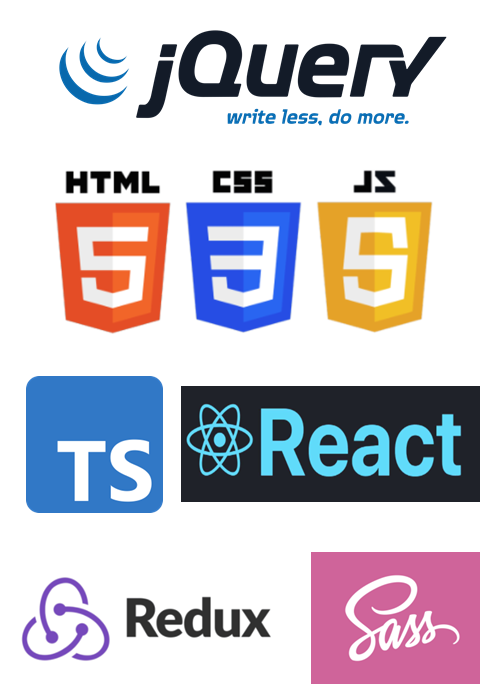 jQuery
write less, do more.
HTML CSS JS
5 3 5
TS React
Redux Sass